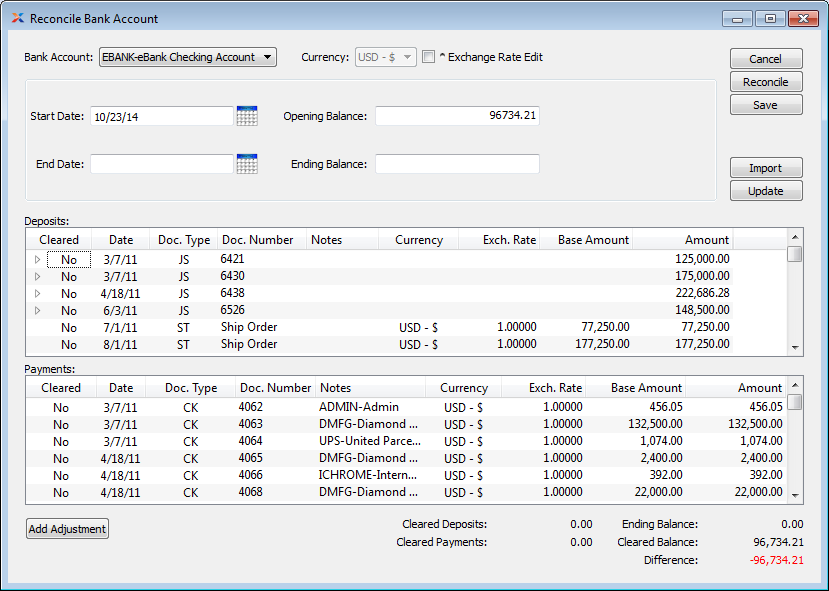 Reconcile Bank Account
Bank Account: EBANK-eBank Checking Account Currency: USD - $ ^ Exchange Rate Edit Cancel
Reconcile
Save
Start Date: 10/23/14 Opening Balance: 96734.21
End Date: Ending Balance: Import
Update
Deposits:
Cleared Date Doc. Type Doc. Number Notes Currency Exch. Rate Base Amount Amount
No 3/7/11 JS 6421 125,000.00
No 3/7/11 JS 6430 175,000.00
No 4/18/11 JS 6438 222,686.28
No 6/3/11 JS 6526 148,500.00
No 7/1/11 ST Ship Order USD - $ 1.00000 77,250.00 77,250.00
No 8/1/11 ST Ship Order USD - $ 1.00000 177,250.00 177,250.00
Payments:
Cleared Date Doc. Type Doc. Number Notes Currency Exch. Rate Base Amount Amount
No 3/7/11 CK 4062 ADMIN-Admin USD - $ 1.00000 456.05 456.05
No 3/7/11 CK 4063 DMFG-Diamond ... USD - $ 1.00000 132,500.00 132,500.00
No 3/7/11 CK 4064 UPS-United Parce... USD - $ 1.00000 1,074.00 1,074.00
No 4/18/11 CK 4065 DMFG-Diamond ... USD - $ 1.00000 2,400.00 2,400.00
No 4/18/11 CK 4066 ICHROME-Intern... USD - $ 1.00000 392.00 392.00
No 4/18/11 CK 4068 DMFG-Diamond ... USD - $ 1.00000 22,000.00 22,000.00
Add Adjustment Cleared Deposits: 0.00 Ending Balance: 0.00
Cleared Payments: 0.00 Cleared Balance: 96,734.21
Difference: -96,734.21